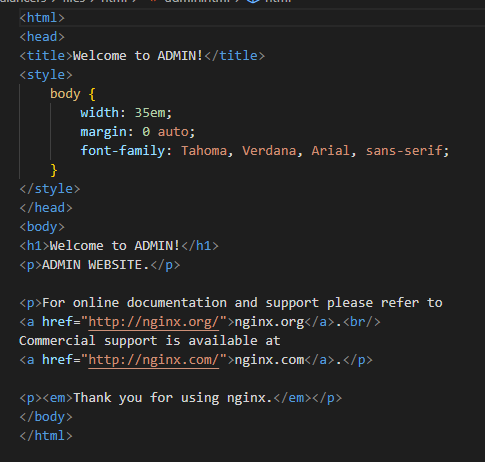 <html>
<head>
<title>Welcome to ADMIN!</title>
<style>
    body {
        width: 35em;
        margin: 0 auto;
        font-family: Tahoma, Verdana, Arial, sans-serif;
    }
</style>
</head>
<body>
<h1>Welcome to ADMIN!</h1>
<p>ADMIN WEBSITE.</p>

<p>For online documentation and support please refer to
<a href="http://nginx.org/">nginx.org</a>.<br/>
Commercial support is available at
<a href="http://nginx.com/">nginx.com</a>.</p>

<p><em>Thank you for using nginx.</em></p>
</body>
</html>